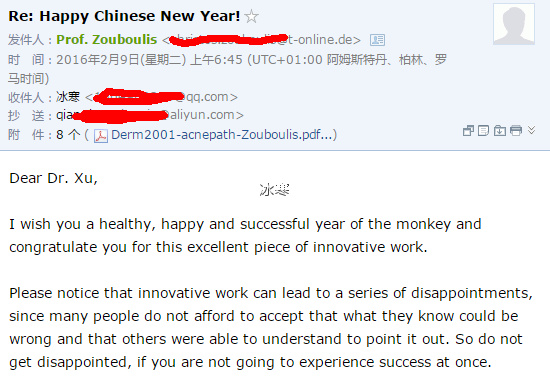 Re: Happy Chinese New Year! ☆
发件人：Prof. Zouboulis <t-online.de>
时 间：2016年2月9日(星期二) 上午6:45 (UTC+01:00 阿姆斯特丹、柏林、罗
马时间)
收件人：冰寒 <@qq.com>
抄 送：qian aliyun.com>
附 件：8 个 ( Derm2001-acnepath-Zouboulis.pdf...)
Dear Dr. Xu,
冰寒
I wish you a healthy, happy and successful year of the monkey and
congratulate you for this excellent piece of innovative work.
Please notice that innovative work can lead to a series of disappointments,
since many people do not afford to accept that what they know could be
wrong and that others were able to understand to point it out. So do not
get disappointed, if you are not going to experience success at once.